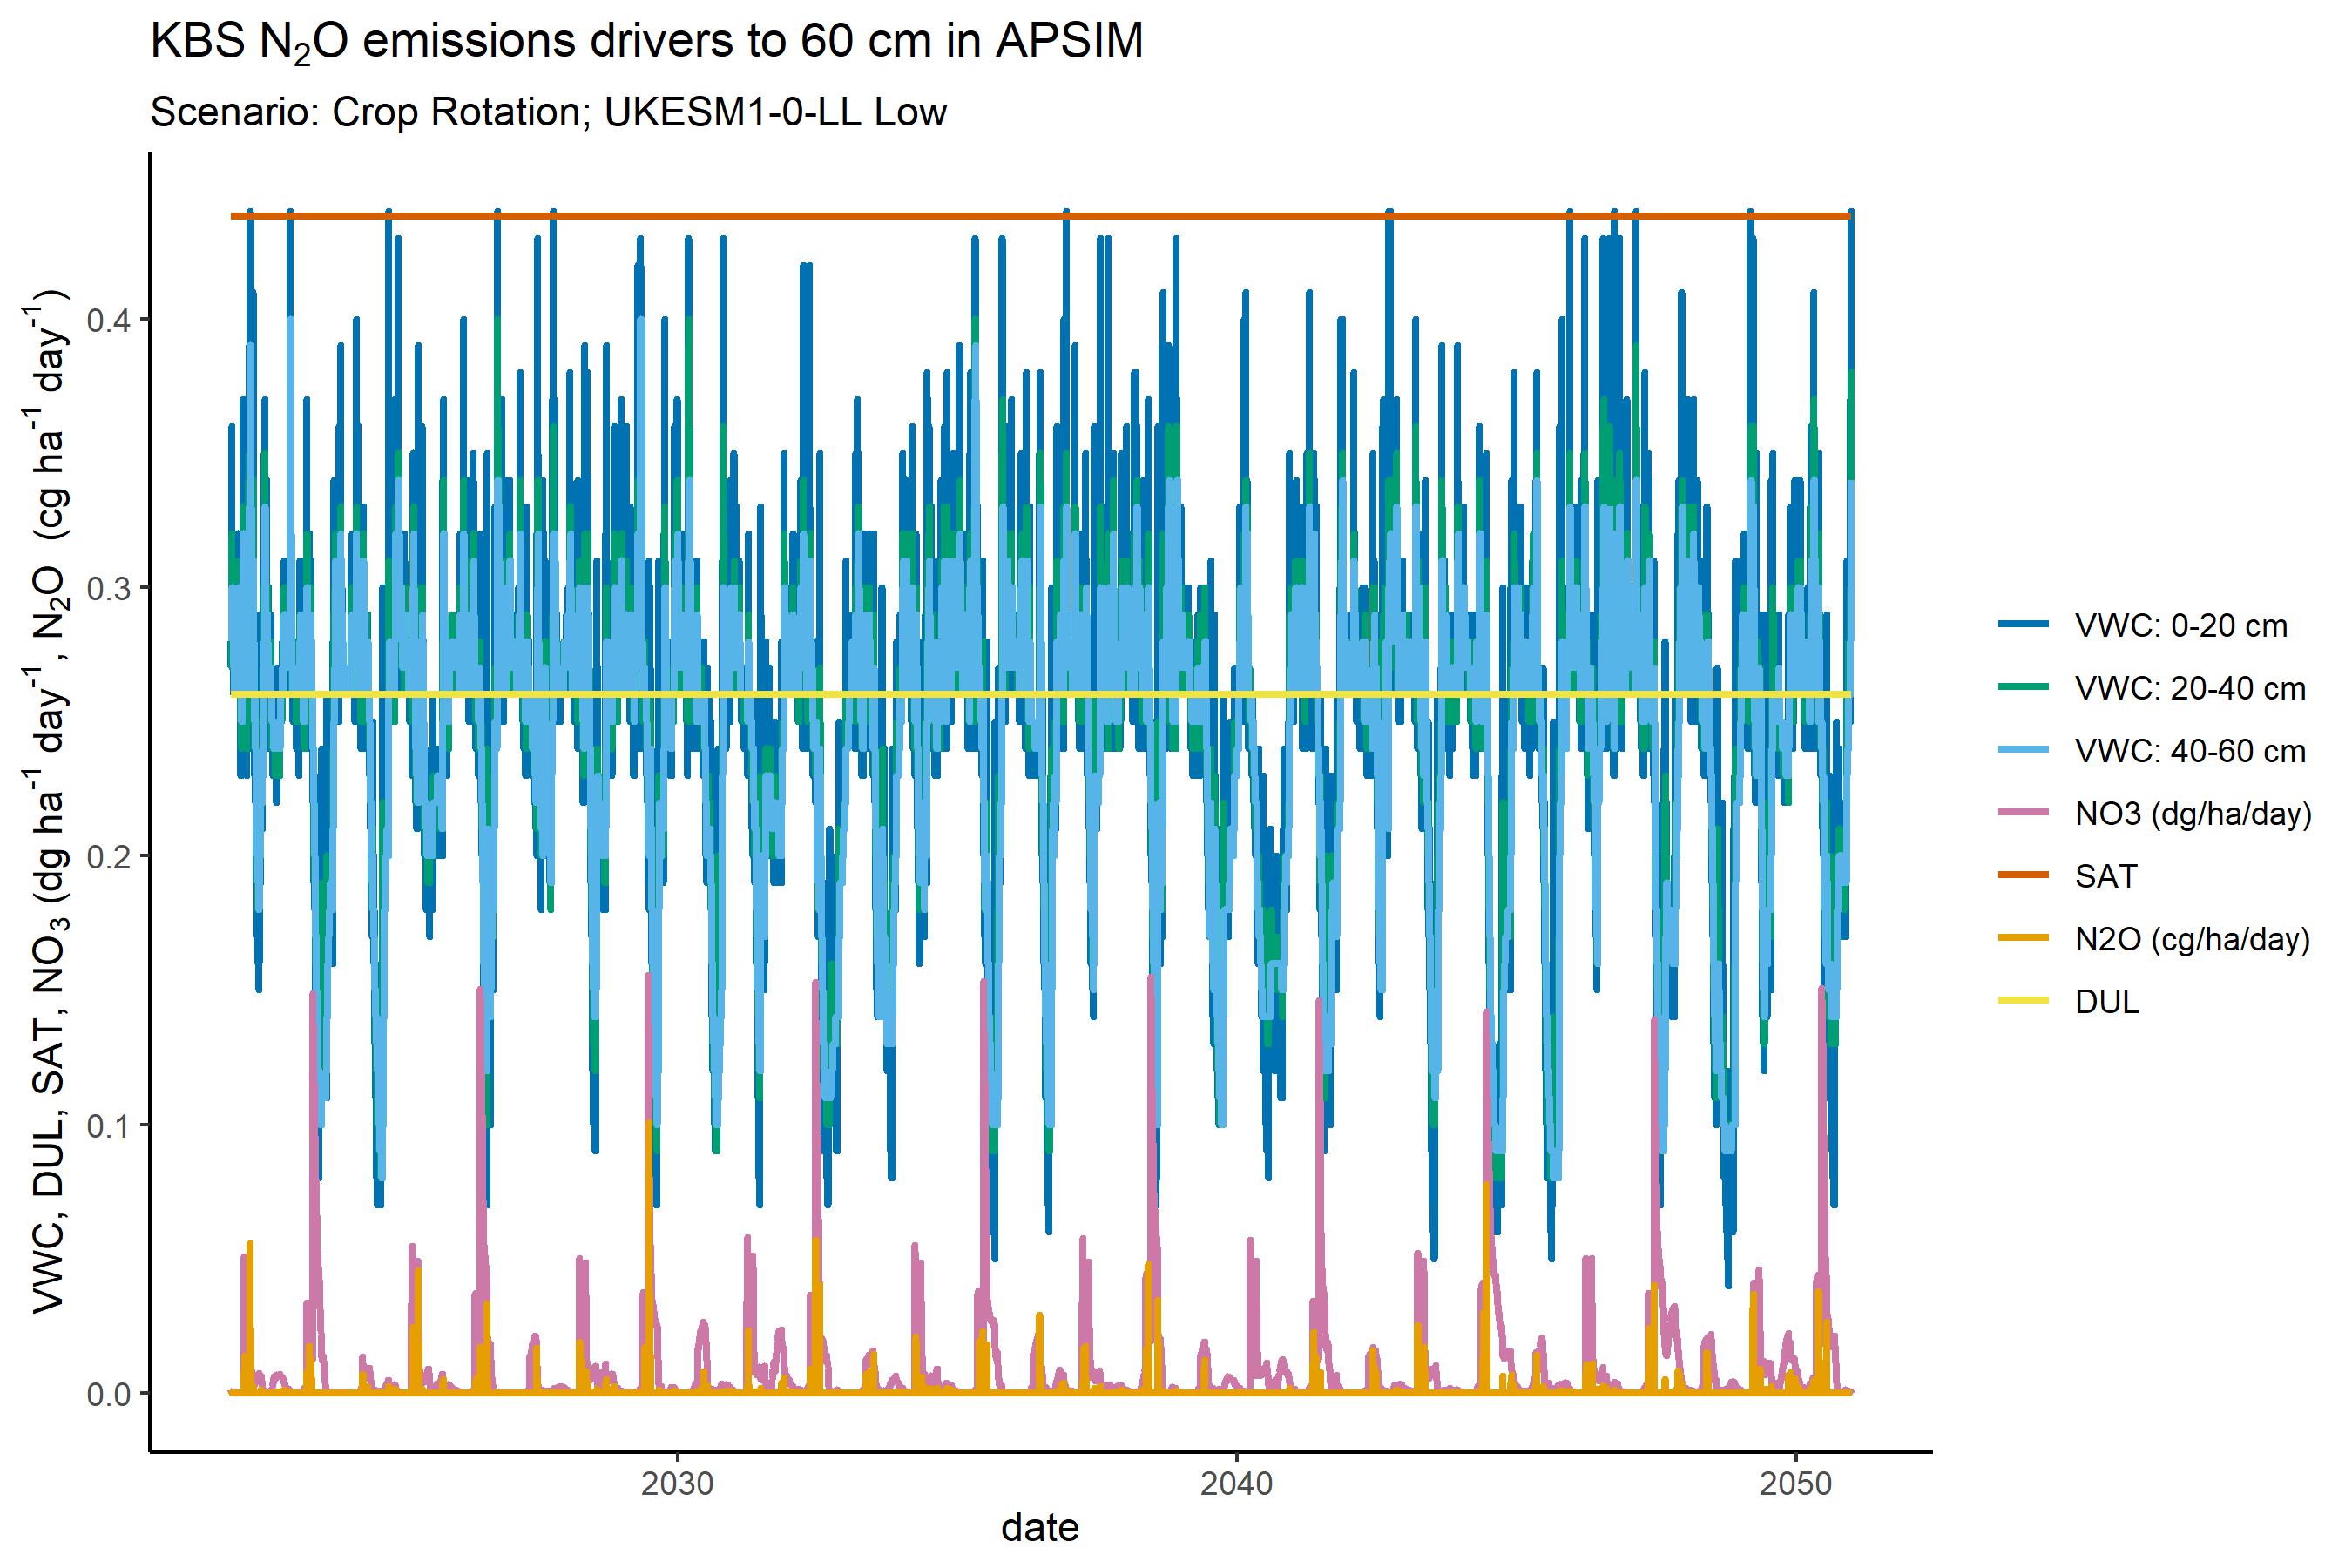 KBS N₂O emissions drivers to 60 cm in APSIM
Scenario: Crop Rotation; UKESM1-0-LL Low
VWC, DUL, SAT, NO₃ (dg ha⁻¹ day⁻¹, N₂O (cg ha⁻¹ day⁻¹)
0.4
0.3
0.2
0.1
0.0
2030
2040
2050
date
VWC: 0-20 cm
VWC: 20-40 cm
VWC: 40-60 cm
NO3 (dg/ha/day)
SAT
N2O (cg/ha/day)
DUL